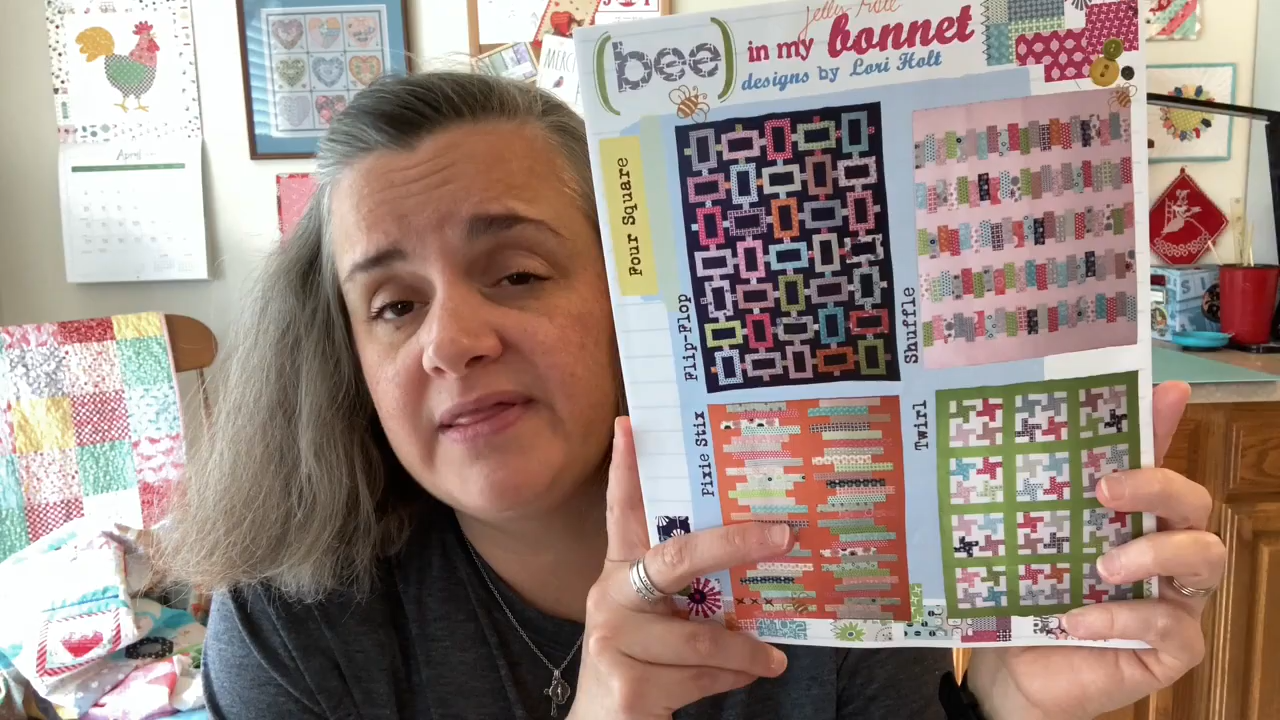 Jelly Roll
(bee) in my bonnet
designs by Lori Holt
Four Square
Flip-Flop
Shuffle
Pixie Stix
Twirl
April
MERC